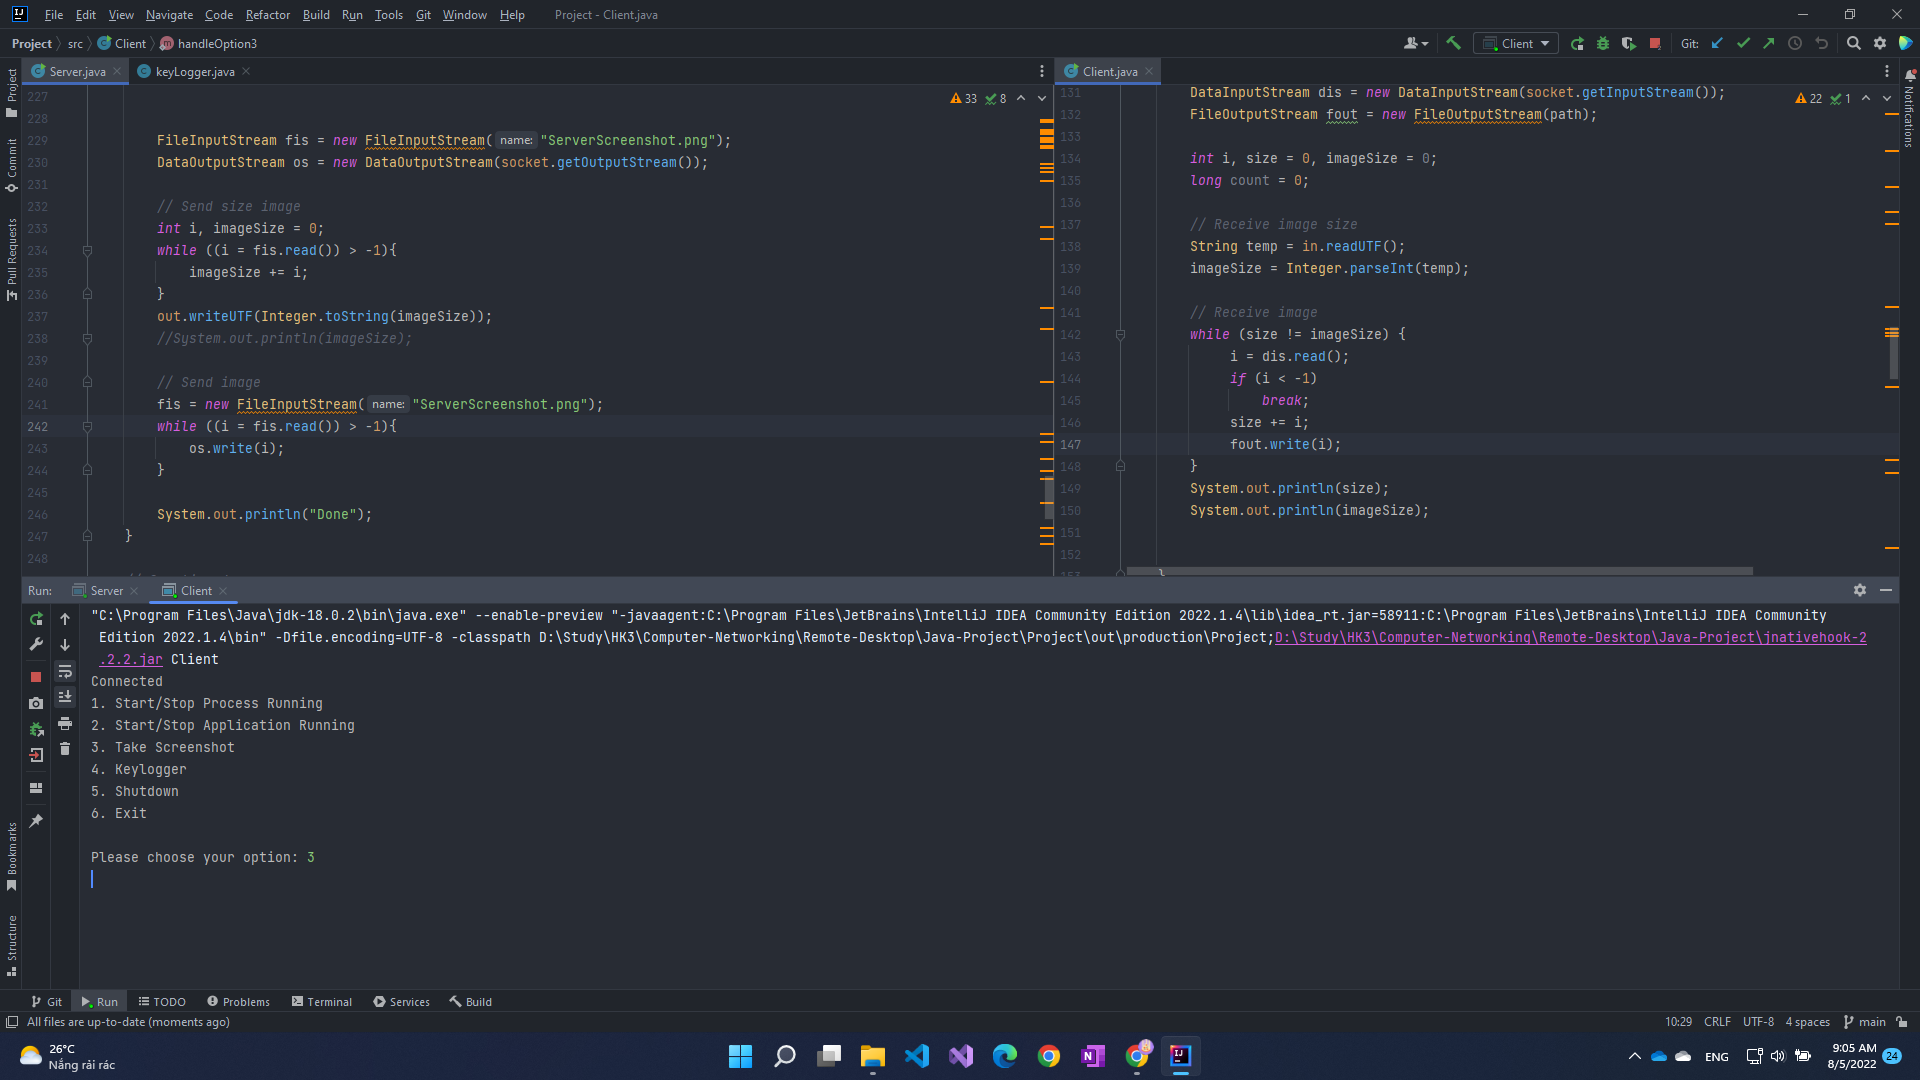 File Edit View Navigate Code Refactor Build Run Tools Git Window Help Project - Client.java
Project src Client handleOption3
Client Git:
Server.java keyLogger.java
Client.java
Project
Commit
Pull Requests
Bookmarks
Structure
Notifications
33 8
227
228
229 FileInputStream fis = new FileInputStream( name: "ServerScreenshot.png");
230 DataOutputStream os = new DataOutputStream(socket.getOutputStream());
231
232 // Send size image
233 int i, imageSize = 0;
234 while ((i = fis.read()) > -1){
235 imageSize += i;
236 }
237 out.writeUTF(Integer.toString(imageSize));
238 //System.out.println(imageSize);
239
240 // Send image
241 fis = new FileInputStream( name: "ServerScreenshot.png");
242 while ((i = fis.read()) > -1){
243 os.write(i);
244 }
245
246 System.out.println("Done");
247 }
248
22 1
131 DataInputStream dis = new DataInputStream(socket.getInputStream());
132 FileOutputStream fout = new FileOutputStream(path);
133
134 int i, size = 0, imageSize = 0;
135 long count = 0;
136
137 // Receive image size
138 String temp = in.readUTF();
139 imageSize = Integer.parseInt(temp);
140
141 // Receive image
142 while (size != imageSize) {
143 i = dis.read();
144 if (i < -1)
145 break;
146 size += i;
147 fout.write(i);
148 }
149 System.out.println(size);
150 System.out.println(imageSize);
151
152
153 }
Run: Server Client
"C:\Program Files\Java\jdk-18.0.2\bin\java.exe" --enable-preview "-javaagent:C:\Program Files\JetBrains\IntelliJ IDEA Community Edition 2022.1.4\lib\idea_rt.jar=58911:C:\Program Files\JetBrains\IntelliJ IDEA Community
Edition 2022.1.4\bin" -Dfile.encoding=UTF-8 -classpath D:\Study\HK3\Computer-Networking\Remote-Desktop\Java-Project\Project\out\production\Project;D:\Study\HK3\Computer-Networking\Remote-Desktop\Java-Project\jnativehook-2
.2.2.jar Client
Connected
1. Start/Stop Process Running
2. Start/Stop Application Running
3. Take Screenshot
4. Keylogger
5. Shutdown
6. Exit
Please choose your option: 3
Git Run TODO Problems Terminal Services Build
All files are up-to-date (moments ago)
10:29 CRLF UTF-8 4 spaces main
26°C
Nắng rải rác
ENG
9:05 AM
8/5/2022
24